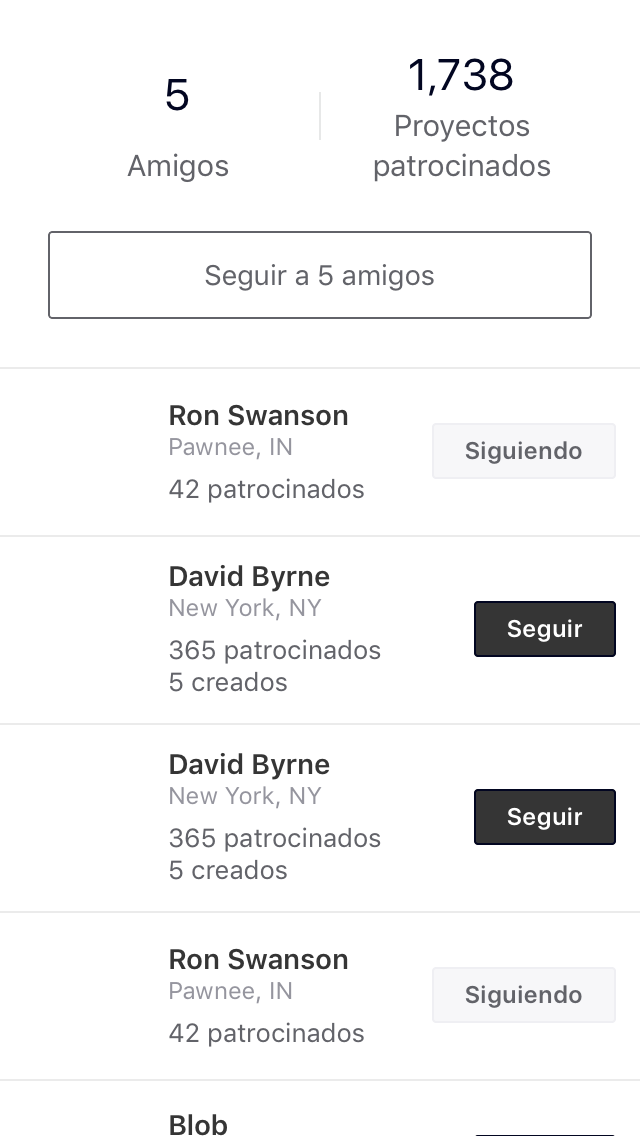 5
Amigos
1,738
Proyectos
patrocinados
Seguir a 5 amigos
Ron Swanson
Pawnee, IN
42 patrocinados
Siguiendo
David Byrne
New York, NY
365 patrocinados
5 creados
Seguir
David Byrne
New York, NY
365 patrocinados
5 creados
Seguir
Ron Swanson
Pawnee, IN
42 patrocinados
Siguiendo
Blob